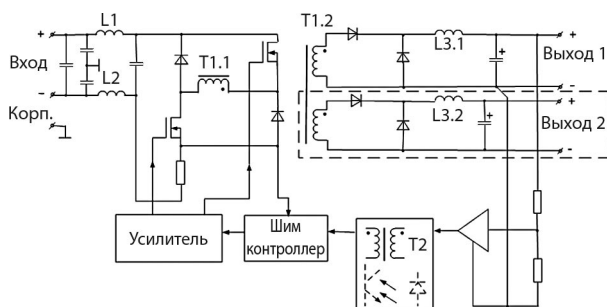 L1
T1.2
+
Вход
T1.1
L3.1
+
+
Выход 1
L2
-
-
Корп.
L3.2
+
+
Выход 2
-
Усилитель
Шим
контроллер
T2